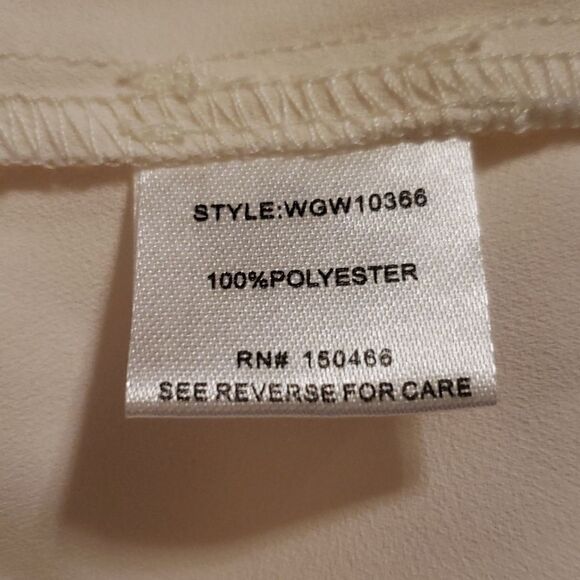 STYLE:WGW10366
100%POLYESTER
RN# 150466
SEE REVERSE FOR CARE